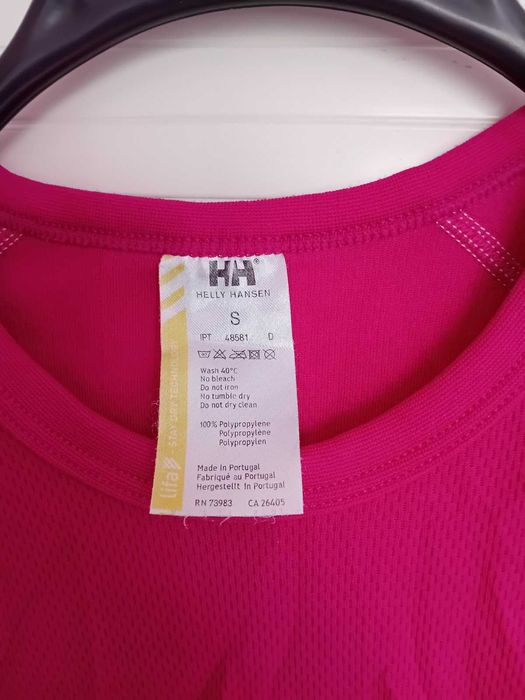 HH®
HELLY HANSEN
S
IPT 48581 D
Wash 40°C
No bleach
Do not iron
No tumble dry
Do not dry clean
100% Polypropylene
Polypropylene
Polypropylen
Made in Portugal
Fabriqué au Portugal
Hergestellt in Portugal
RN 73983 CA 26405
lifa STAY DRY TECHNOLOGY